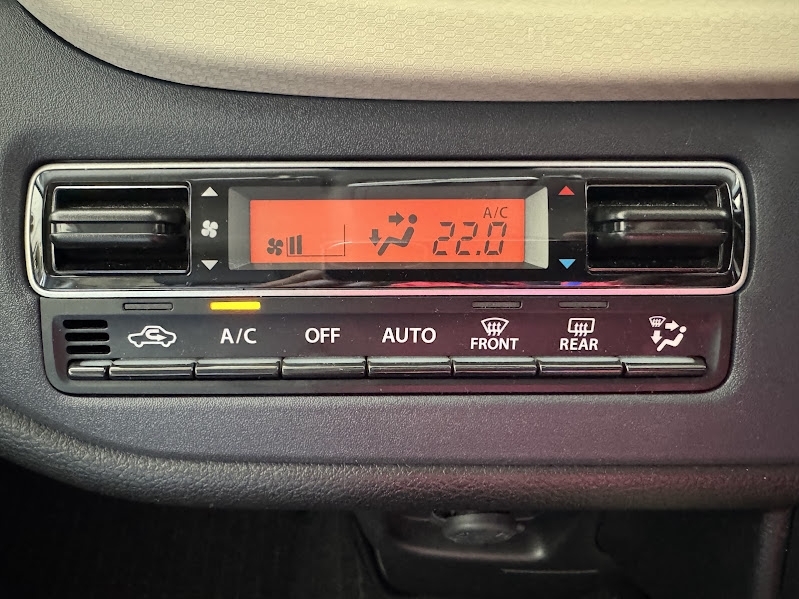 A/C
22.0
A/C
OFF
AUTO
FRONT
REAR